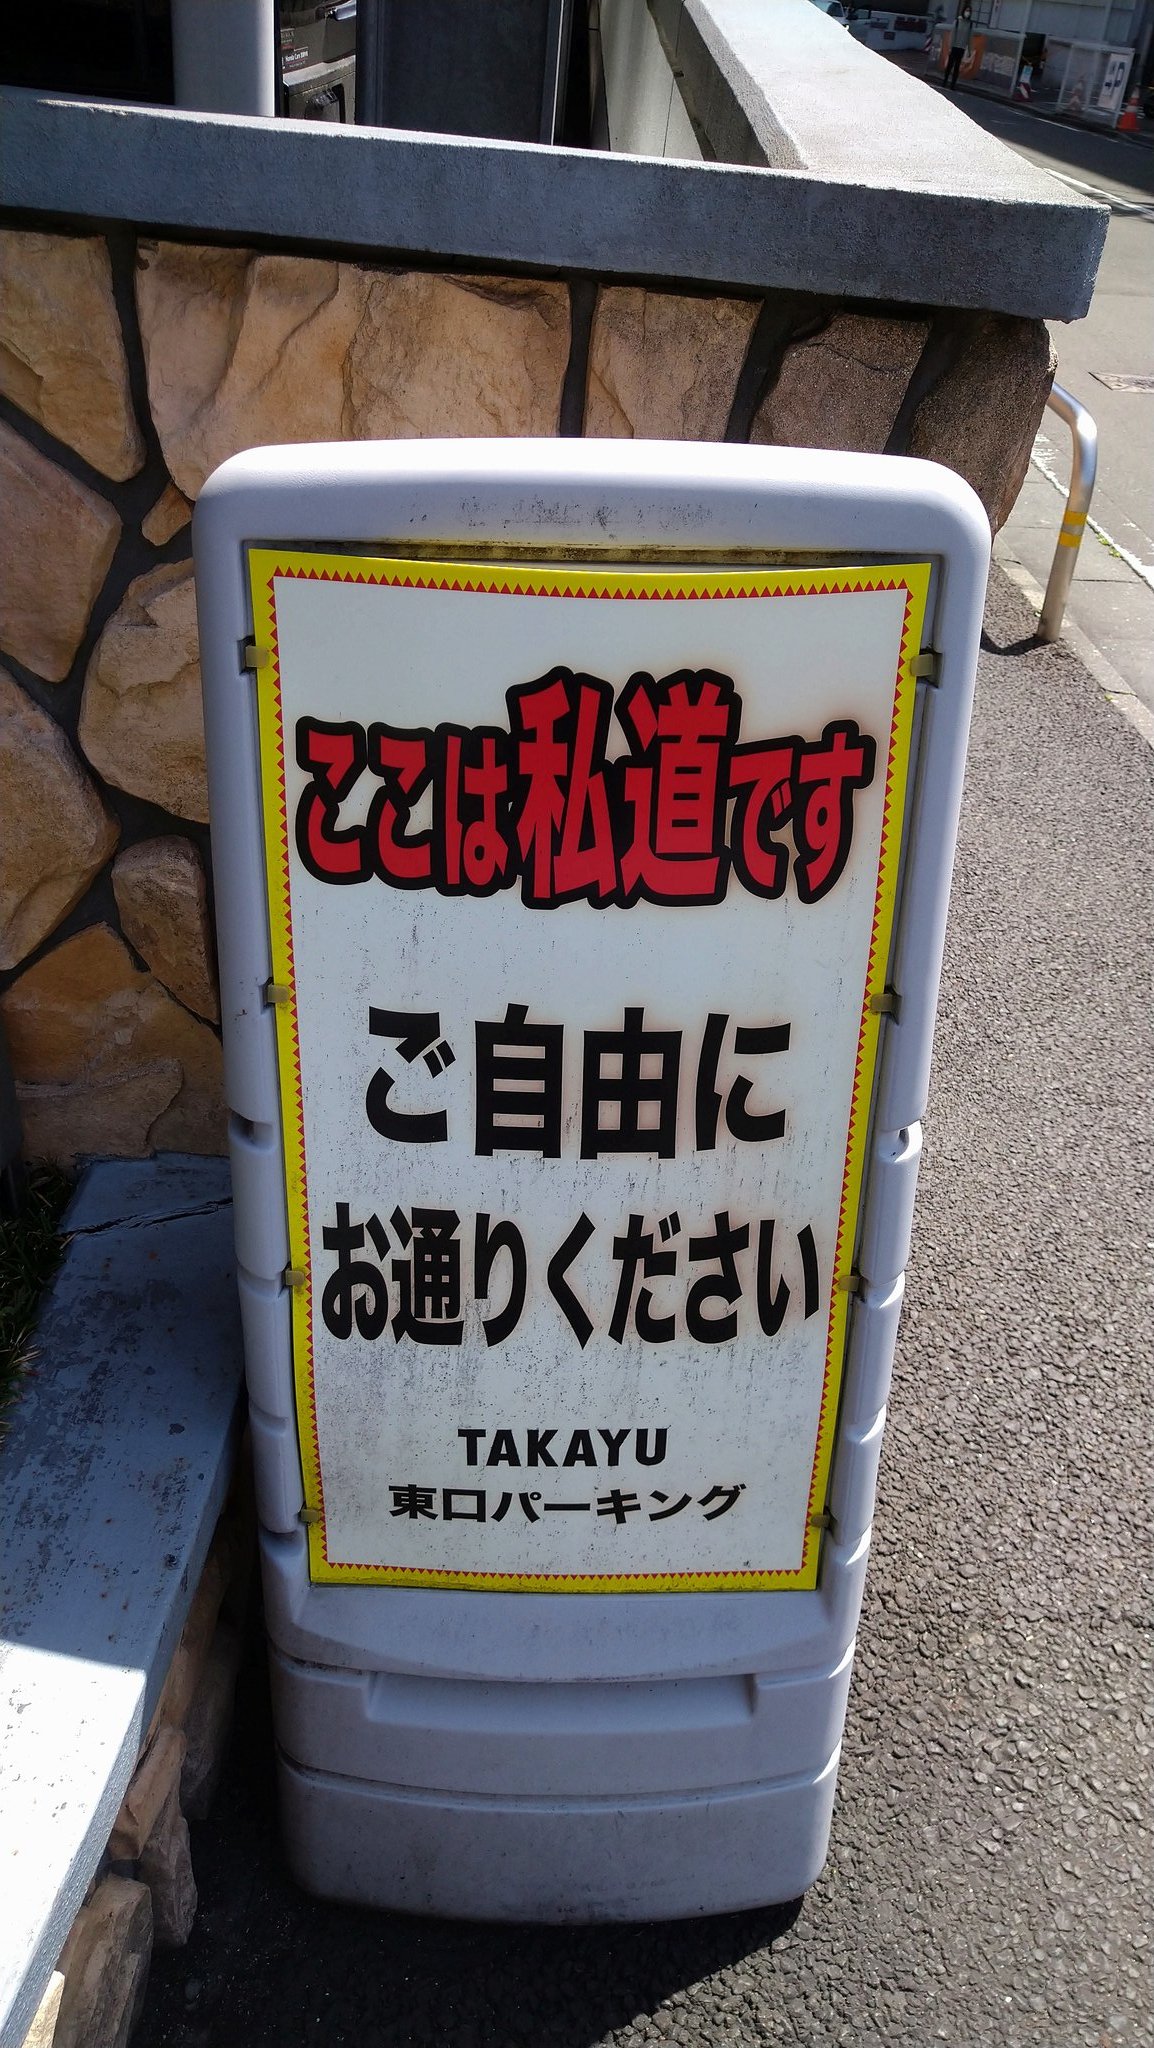 ここは私道です
ご自由に
お通りください
TAKAYU
東口パーキング